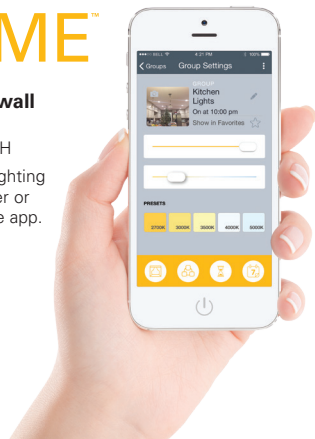 ME™
wall
H
ghting
er or
e app.
BELL 4:21 PM 100%
Groups Group Settings
GROUP
Kitchen
Lights
On at 10:00 pm
Show in Favorites
PRESETS
2700K 3000K 3500K 4000K 5000K